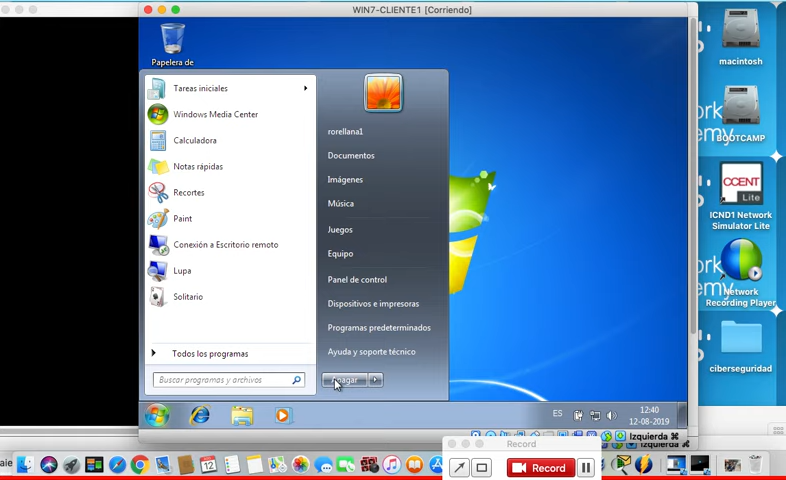 WIN7-CLIENTE1 [Corriendo]
Papelera de
Tareas iniciales
Windows Media Center
Calculadora
Notas rápidas
Recortes
Paint
Conexión a Escritorio remoto
Lupa
Solitario
Todos los programas
Buscar programas y archivos
rorellana1
Documentos
Imágenes
Música
Juegos
Equipo
Panel de control
Dispositivos e impresoras
Programas predeterminados
Ayuda y soporte técnico
Apagar
ES
12:40
12-08-2019
Izquierda ⌘
Izquierda ⌘
Record
Record
macintosh
BOOTCAMP
CCENT
Lite
ICND1 Network
Simulator Lite
Network
Recording Player
ciberseguridad
12